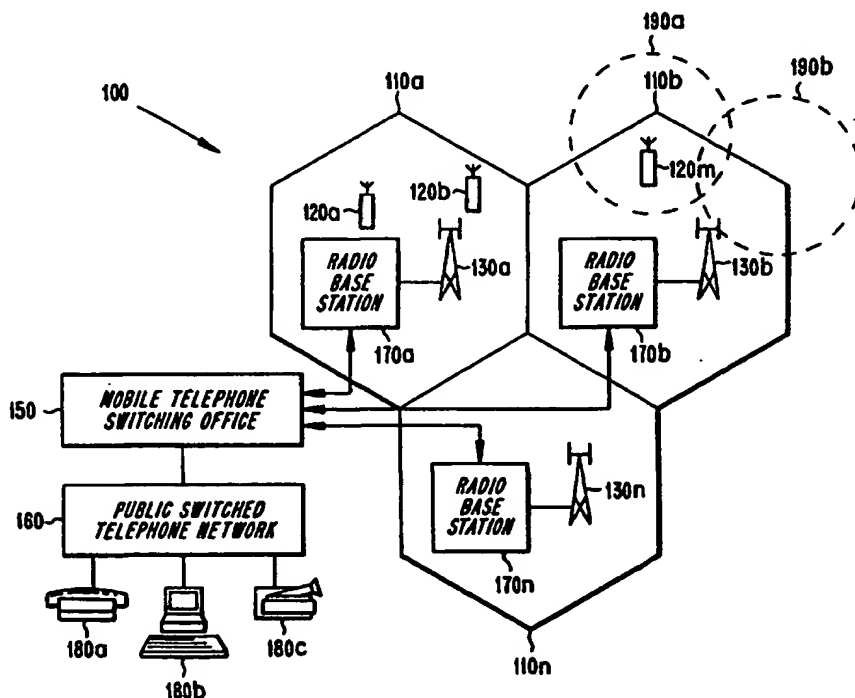 190a
110a
110b
190b
100
120a
120b
120m
RADIO
BASE
STATION
130a
RADIO
BASE
STATION
130b
170a
170b
150
MOBILE TELEPHONE
SWITCHING OFFICE
RADIO
BASE
STATION
130n
160
PUBLIC SWITCHED
TELEPHONE NETWORK
170n
180a
180b
180c
110n